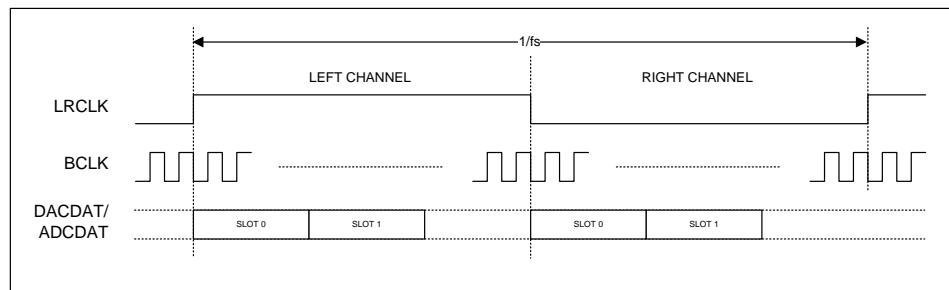 1/fs
LEFT CHANNEL RIGHT CHANNEL
LRCLK
BCLK
DACDAT/
ADCDAT
SLOT 0 SLOT 1 SLOT 0 SLOT 1